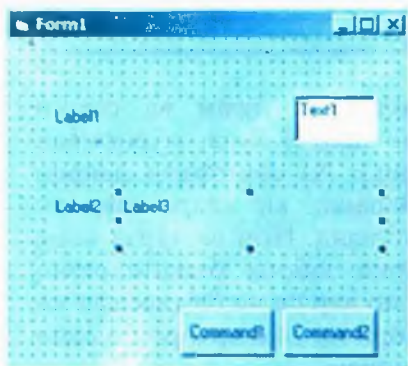 Form1
Label1
Text1
Label2 Label3
Command1 Command2